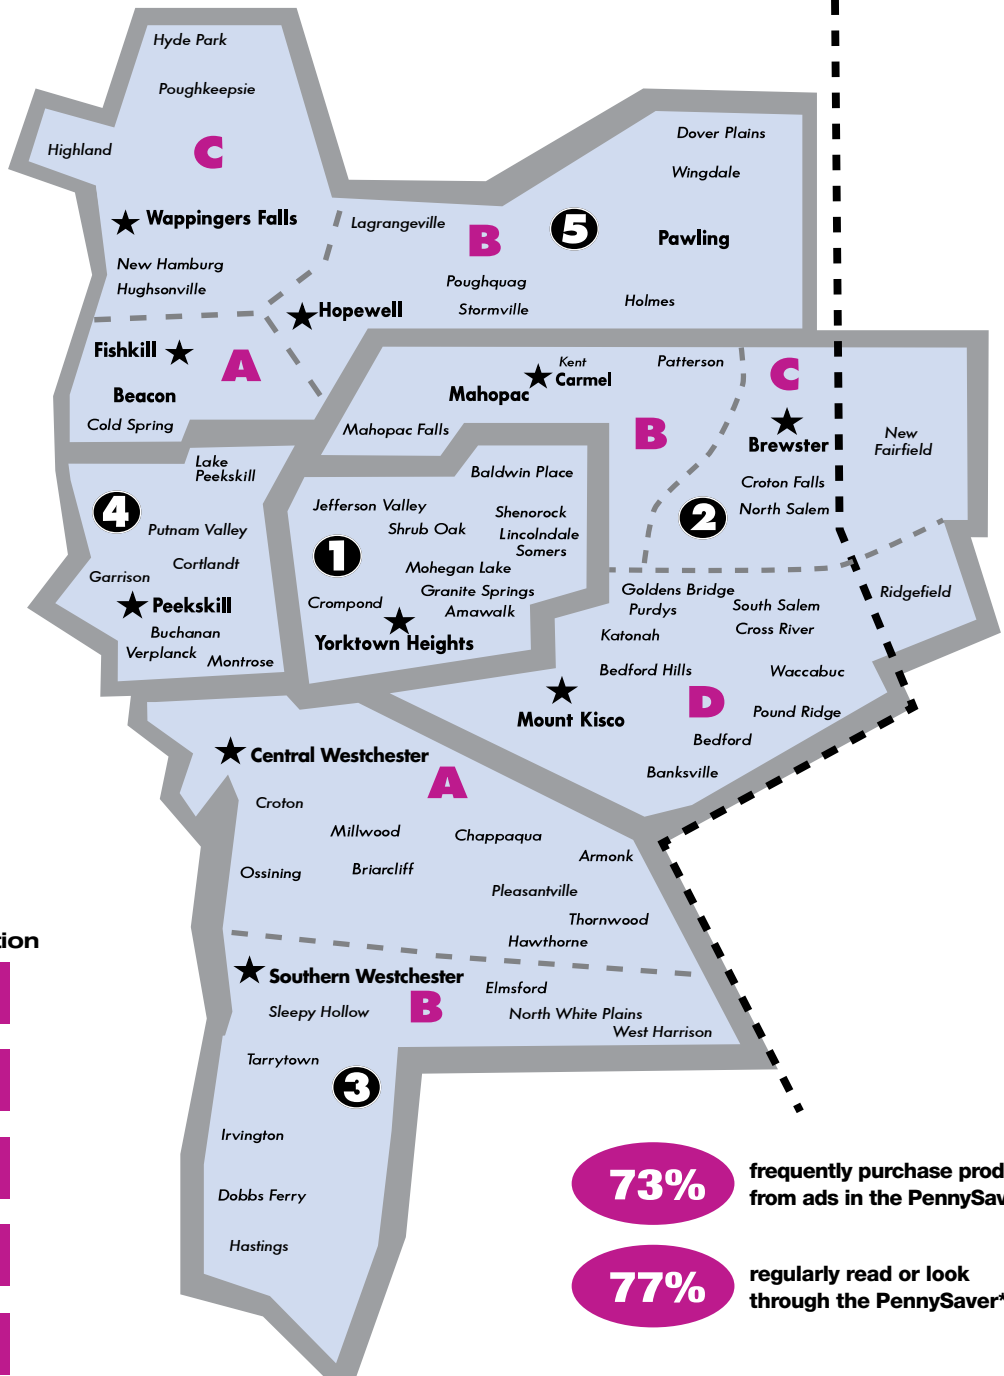 Hyde Park
Poughkeepsie
Highland
C
Wappingers Falls
New Hamburg
Hughsonville
Lagrangeville
B
5
Dover Plains
Wingdale
Pawling
Poughquag
Stormville
Holmes
Hopewell
Fishkill
A
Beacon
Cold Spring
Kent
Carmel
Mahopac
Patterson
C
Mahopac Falls
B
Brewster
New
Fairfield
Croton Falls
North Salem
2
Lake
Peekskill
4
Putnam Valley
Cortlandt
Garrison
Peekskill
Buchanan
Verplanck
Montrose
Baldwin Place
Jefferson Valley
Shenorock
Shrub Oak
Lincolndale
Somers
1
Mohegan Lake
Granite Springs
Crompond
Amawalk
Yorktown Heights
Goldens Bridge
Purdys
South Salem
Ridgefield
Katonah
Cross River
Bedford Hills
Waccabuc
D
Mount Kisco
Pound Ridge
Bedford
Banksville
Central Westchester
A
Croton
Millwood
Chappaqua
Armonk
Ossining
Briarcliff
Pleasantville
Thornwood
Hawthorne
Southern Westchester
Elmsford
B
Sleepy Hollow
North White Plains
West Harrison
Tarrytown
3
Irvington
Dobbs Ferry
Hastings
tion
73%
frequently purchase prod
from ads in the PennySav
77%
regularly read or look
through the PennySaver*